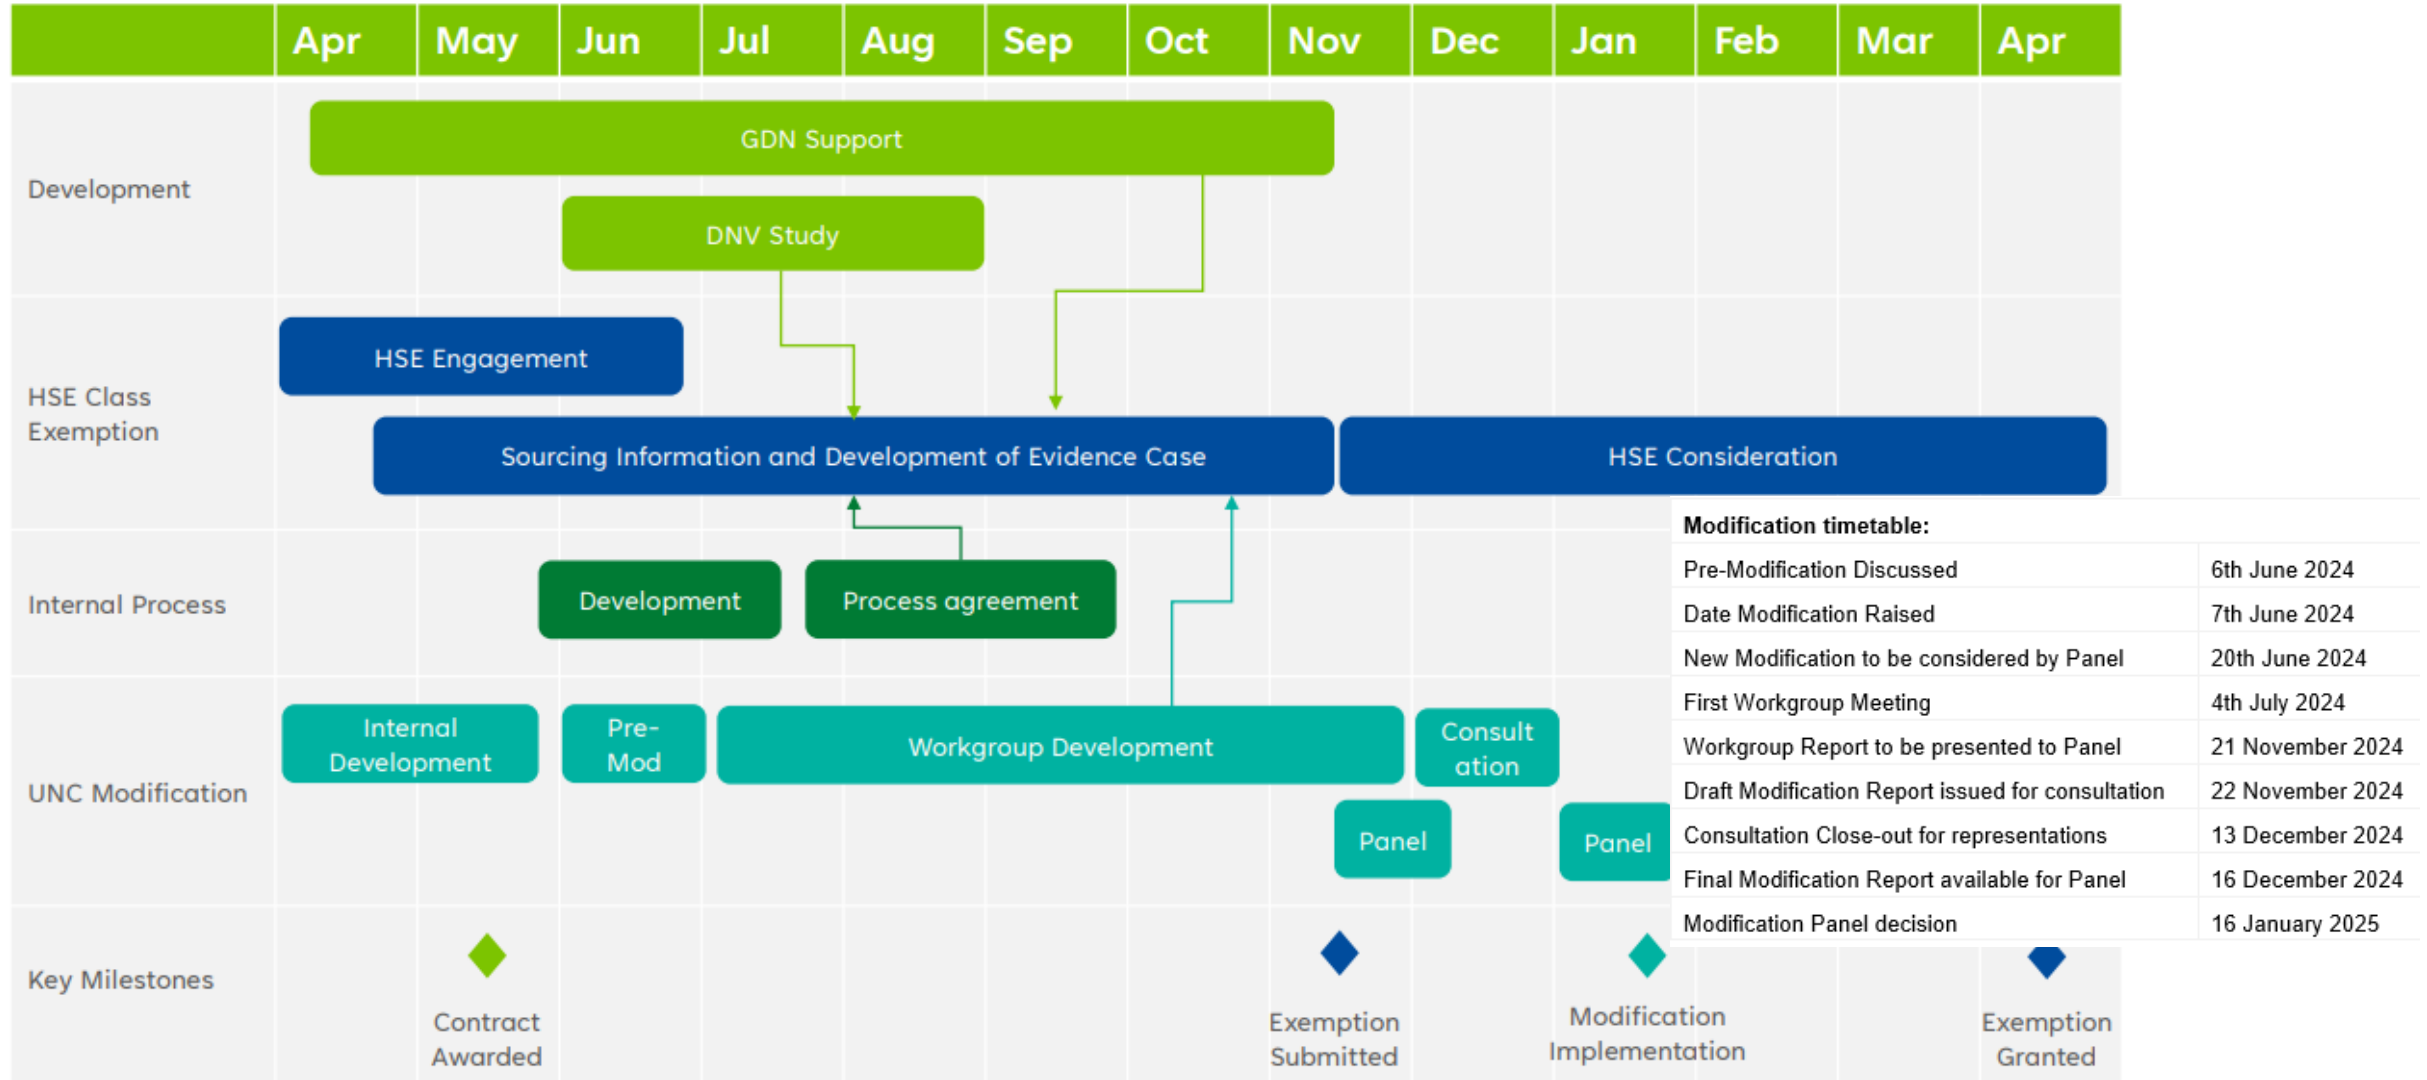 Apr May Jun Jul Aug Sep Oct Nov Dec Jan Feb Mar Apr
Development
GDN Support
DNV Study
HSE Class
Exemption
HSE Engagement
Sourcing Information and Development of Evidence Case
HSE Consideration
Internal Process
Development
Process agreement
UNC Modification
Internal
Development
Pre-
Mod
Workgroup Development
Consult
ation
Panel
Panel
Modification timetable:
Pre-Modification Discussed 6th June 2024
Date Modification Raised 7th June 2024
New Modification to be considered by Panel 20th June 2024
First Workgroup Meeting 4th July 2024
Workgroup Report to be presented to Panel 21 November 2024
Draft Modification Report issued for consultation 22 November 2024
Consultation Close-out for representations 13 December 2024
Final Modification Report available for Panel 16 December 2024
Modification Panel decision 16 January 2025
Key Milestones
Contract
Awarded
Exemption
Submitted
Modification
Implementation
Exemption
Granted